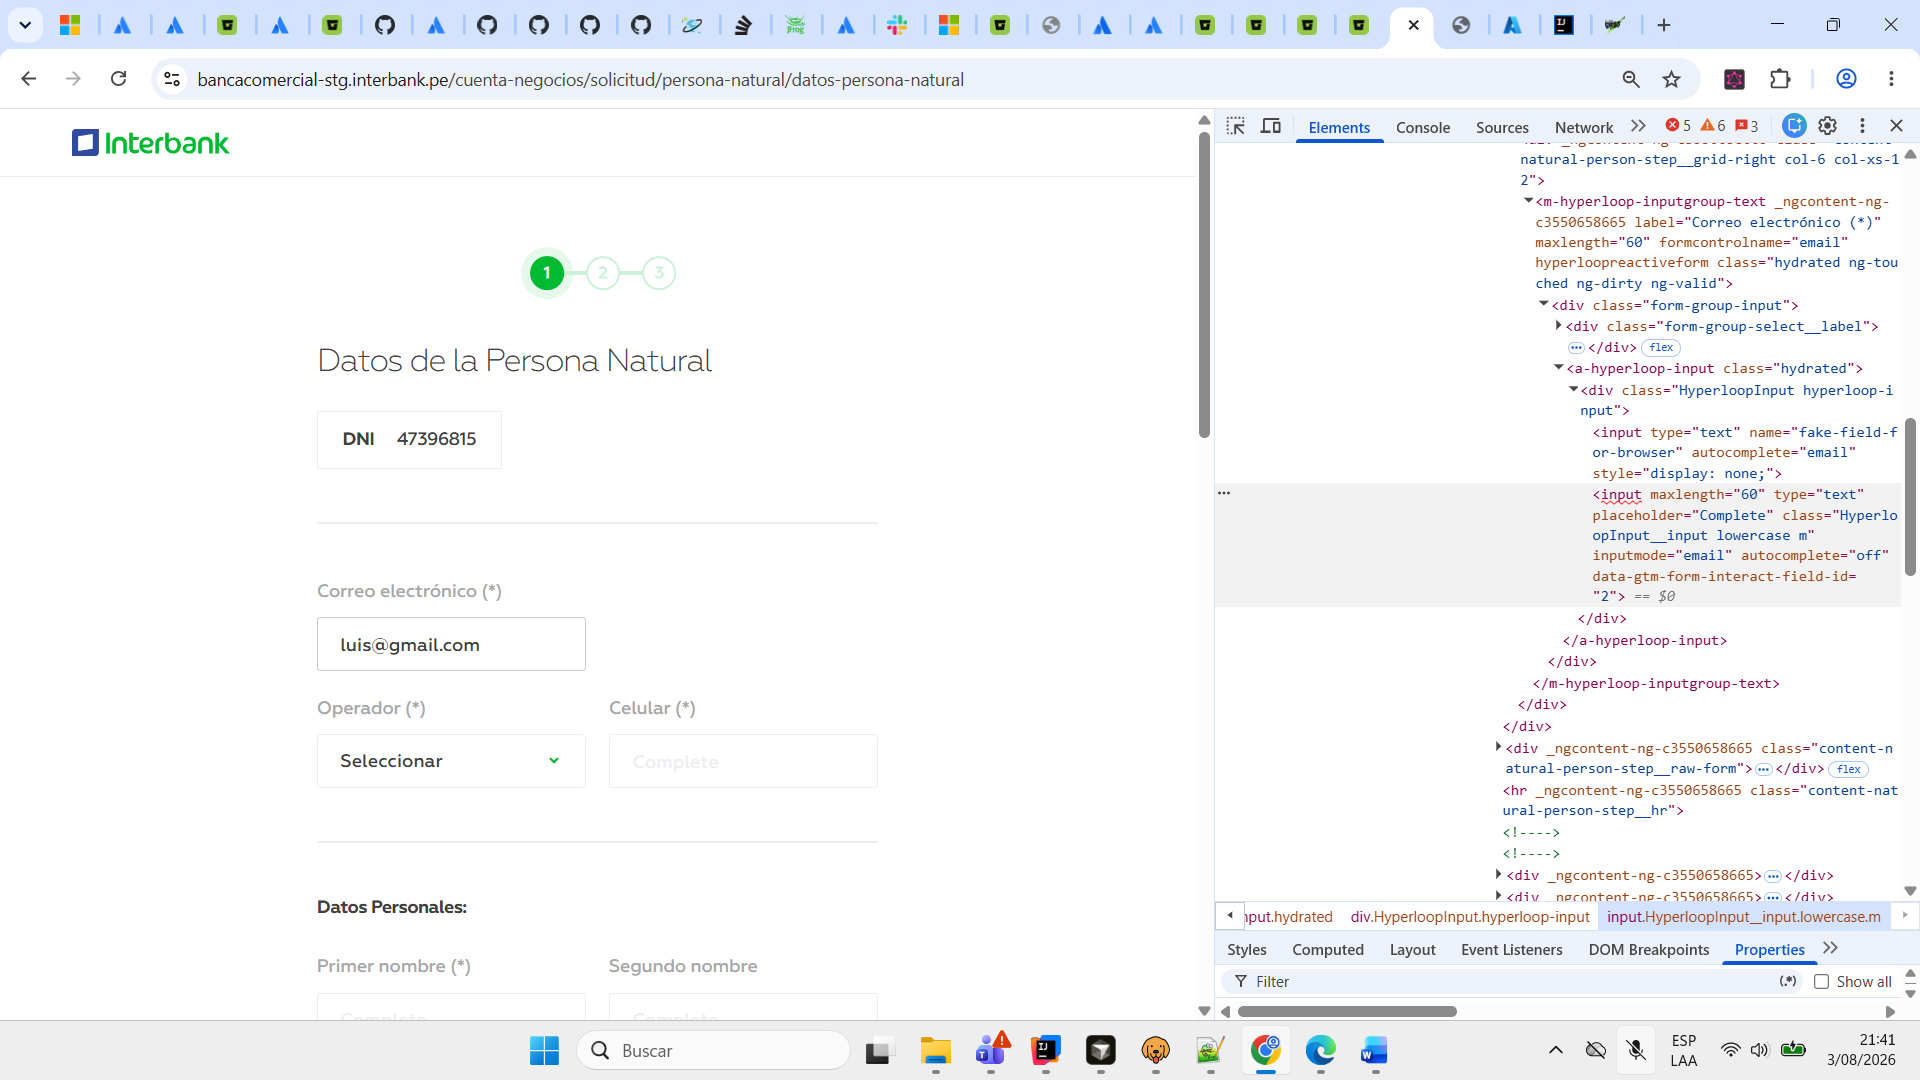 bancacomercial-stg.interbank.pe/cuenta-negocios/solicitud/persona-natural/datos-persona-natural
Interbank
1 2 3
Datos de la Persona Natural
DNI 47396815
Correo electrónico (*)
luis@gmail.com
Operador (*) Celular (*)
Seleccionar Complete
Datos Personales:
Primer nombre (*) Segundo nombre
Complete Complete
Elements Console Sources Network 5 6 3
natural-person-step__grid-right col-6 col-xs-1
2">
<m-hyperloop-inputgroup-text _ngcontent-ng-
c3550658665 label="Correo electrónico (*)"
maxlength="60" formcontrolname="email"
hyperloopreactiveform class="hydrated ng-tou
ched ng-dirty ng-valid">
<div class="form-group-input">
<div class="form-group-select__label">
</div> flex
<a-hyperloop-input class="hydrated">
<div class="HyperloopInput hyperloop-i
nput">
<input type="text" name="fake-field-f
or-browser" autocomplete="email"
style="display: none;">
<input maxlength="60" type="text"
placeholder="Complete" class="Hyperlo
opInput__input lowercase m"
inputmode="email" autocomplete="off"
data-gtm-form-interact-field-id=
"2"> == $0
</div>
</a-hyperloop-input>
</div>
</m-hyperloop-inputgroup-text>
</div>
</div>
<div _ngcontent-ng-c3550658665 class="content-n
atural-person-step__raw-form"> </div> flex
<hr _ngcontent-ng-c3550658665 class="content-nat
ural-person-step__hr">
<!---->
<!---->
<div _ngcontent-ng-c3550658665> </div>
<div _ngcontent-ng-c3550658665> </div>
nput.hydrated div.HyperloopInput.hyperloop-input input.HyperloopInput__input.lowercase.m
Styles Computed Layout Event Listeners DOM Breakpoints Properties
Filter (.*) Show all
Buscar
ESP
LAA
21:41
3/08/2026